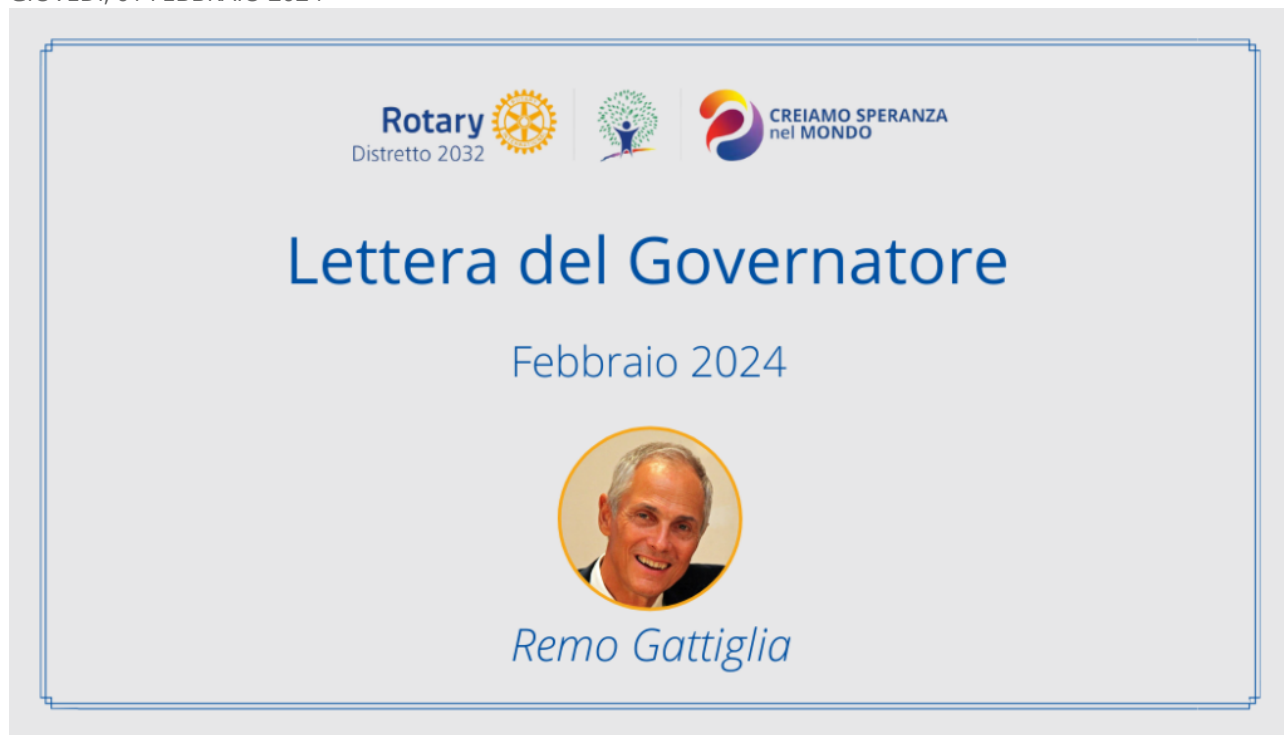 Rotary
Distretto 2032
CREIAMO SPERANZA
nel MONDO
Lettera del Governatore
Febbraio 2024
Remo Gattiglia